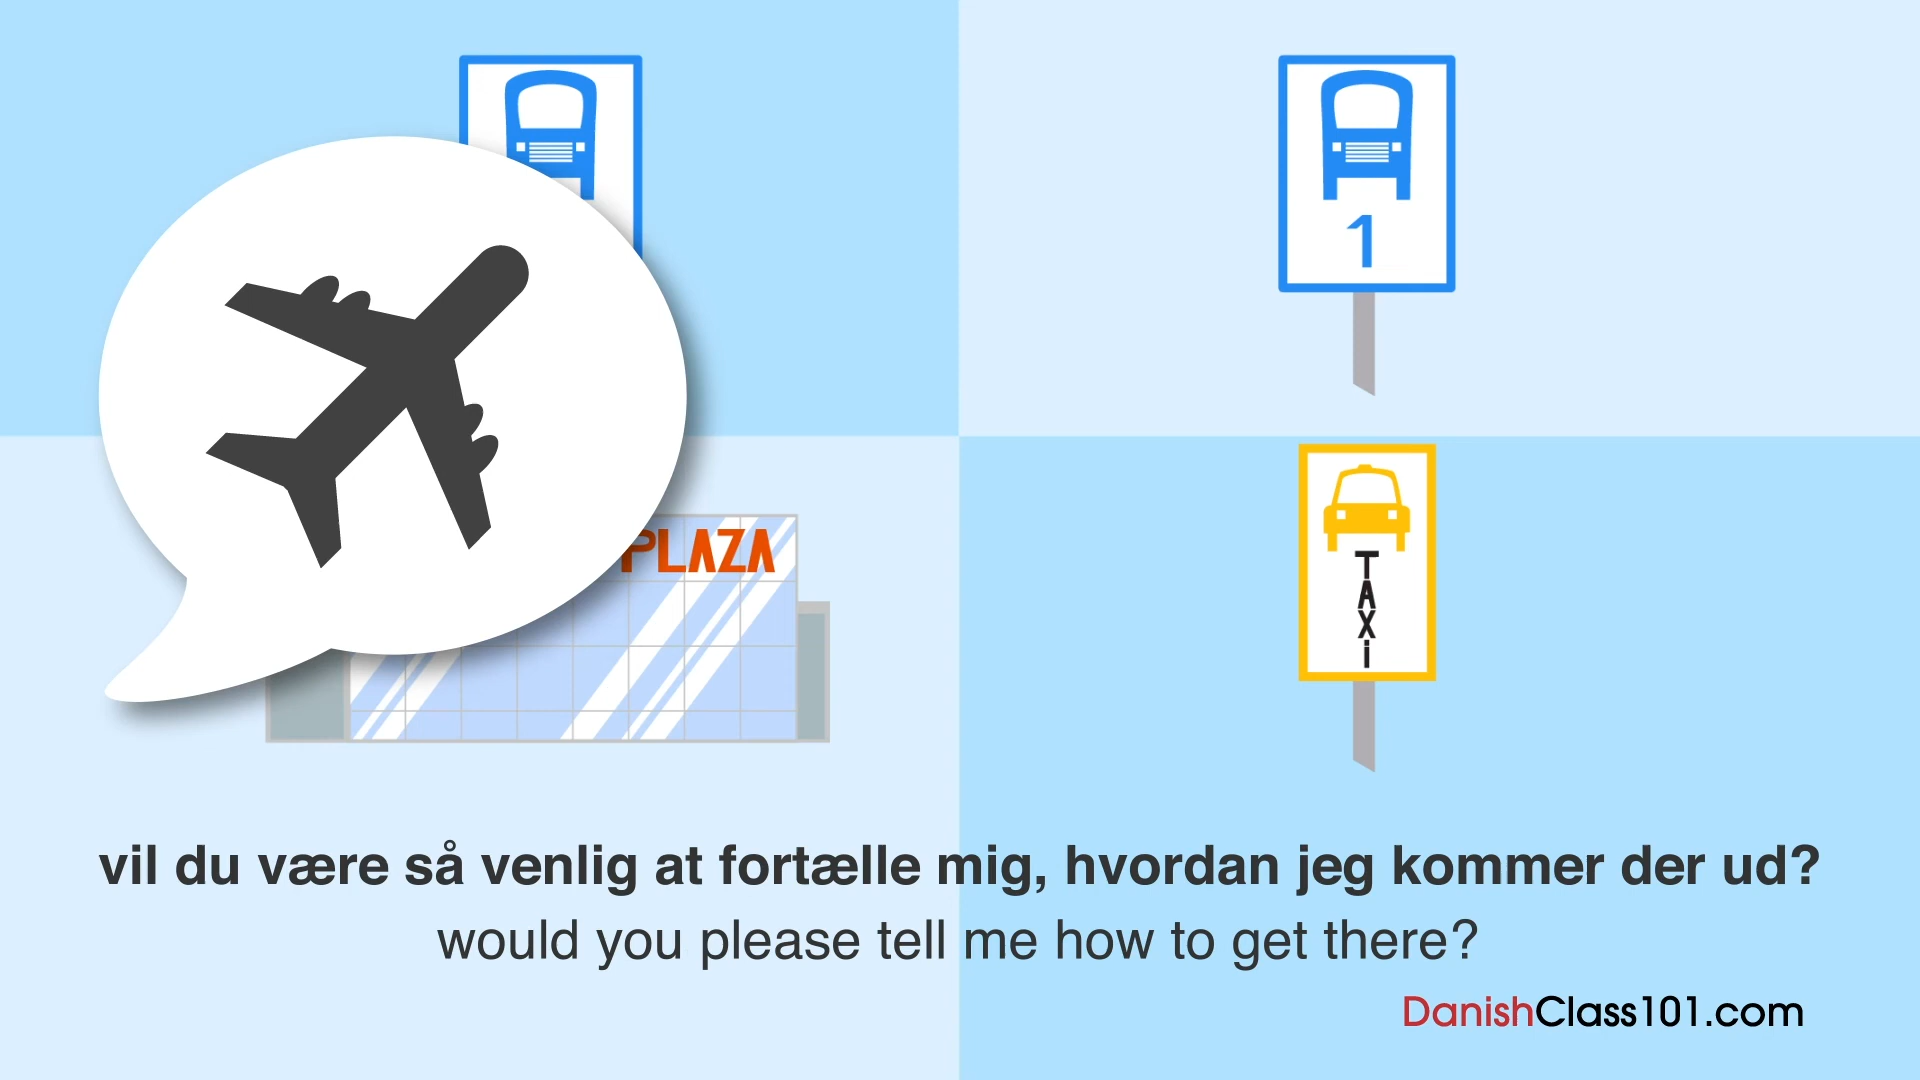 1
PLAZA
TAXi
vil du være så venlig at fortælle mig, hvordan jeg kommer der ud?
would you please tell me how to get there?
DanishClass101.com